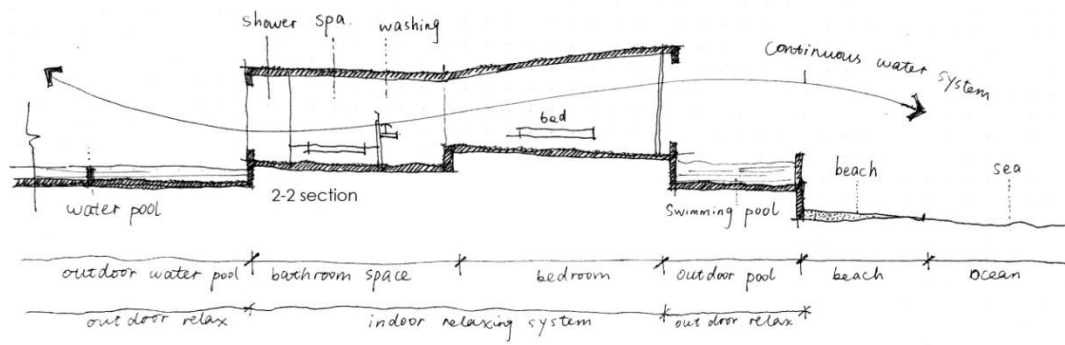 shower spa. washing
Continuous water system
bed
beach
sea
water pool
2-2 section
swimming pool
outdoor water pool bathroom space bedroom outdoor pool beach ocean
outdoor relax indoor relaxing system outdoor relax